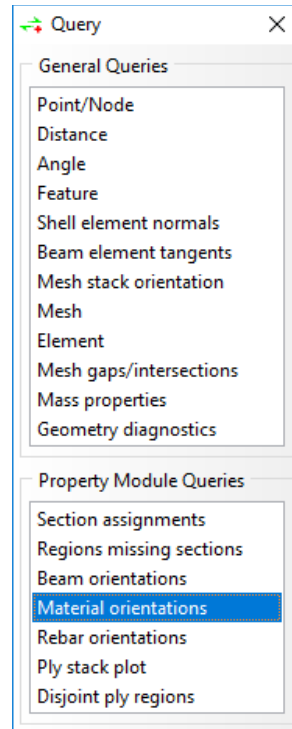 Query
General Queries
Point/Node
Distance
Angle
Feature
Shell element normals
Beam element tangents
Mesh stack orientation
Mesh
Element
Mesh gaps/intersections
Mass properties
Geometry diagnostics
Property Module Queries
Section assignments
Regions missing sections
Beam orientations
Material orientations
Rebar orientations
Ply stack plot
Disjoint ply regions